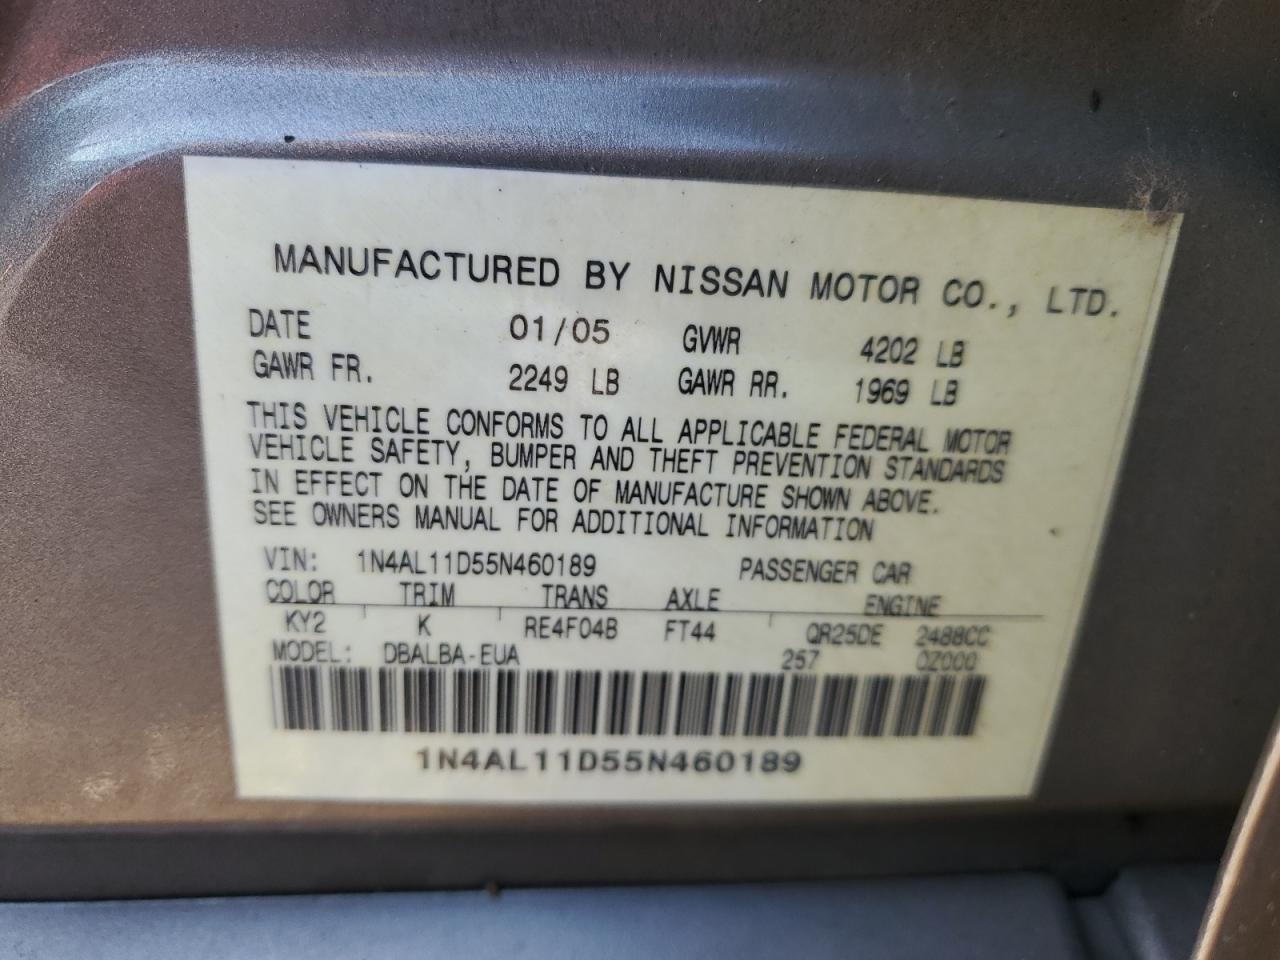 MANUFACTURED BY NISSAN MOTOR CO., LTD.
DATE 01/05 GVWR 4202 LB
GAWR FR. 2249 LB GAWR RR. 1969 LB
THIS VEHICLE CONFORMS TO ALL APPLICABLE FEDERAL MOTOR
VEHICLE SAFETY, BUMPER AND THEFT PREVENTION STANDARDS
IN EFFECT ON THE DATE OF MANUFACTURE SHOWN ABOVE.
SEE OWNERS MANUAL FOR ADDITIONAL INFORMATION
VIN: 1N4AL11D55N460189 PASSENGER CAR
COLOR TRIM TRANS AXLE ENGINE
KY2 K RE4F04B FT44 QR25DE 2488CC
MODEL: DBALBA-EUA 257 0Z000
1N4AL11D55N460189